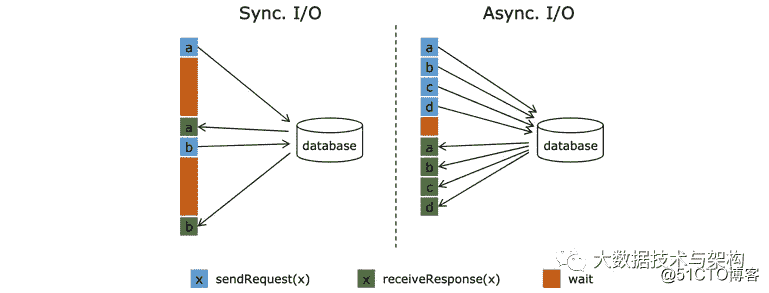 Sync. I/O
Async. I/O
a
a
b
b
database
a
b
c
d
a
b
c
d
database
x sendRequest(x)
x receiveResponse(x)
wait
大数据技术与架构
@51CTO博客